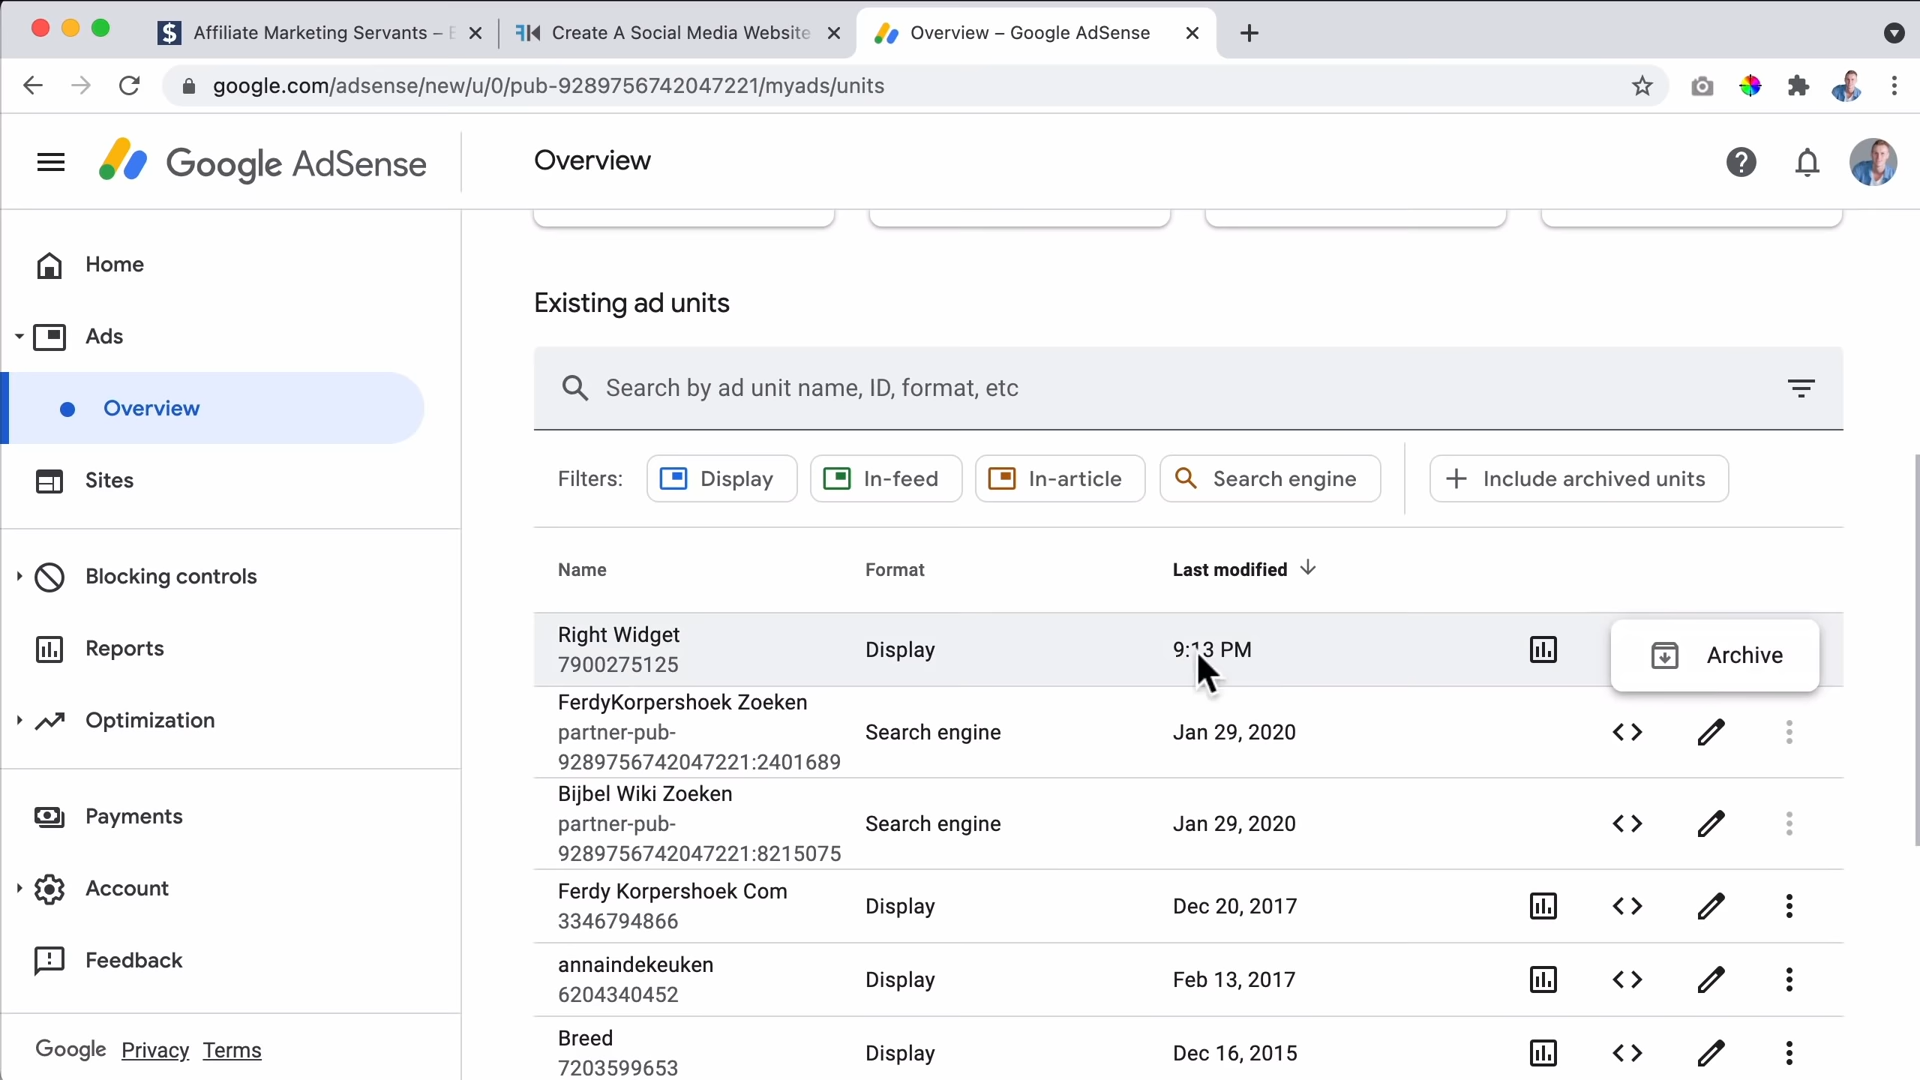 Affiliate Marketing Servants –
Create A Social Media Website
Overview – Google AdSense
google.com/adsense/new/u/0/pub-9289756742047221/myads/units
Google AdSense
Overview
Home
Ads
Overview
Sites
Blocking controls
Reports
Optimization
Payments
Account
Feedback
Google Privacy Terms
Existing ad units
Search by ad unit name, ID, format, etc
Filters: Display In-feed In-article Search engine Include archived units
Name Format Last modified
Right Widget
7900275125
Display 9:13 PM Archive
FerdyKorpershoek Zoeken
partner-pub-
9289756742047221:2401689
Search engine Jan 29, 2020
Bijbel Wiki Zoeken
partner-pub-
9289756742047221:8215075
Search engine Jan 29, 2020
Ferdy Korpershoek Com
3346794866
Display Dec 20, 2017
annaindekeuken
6204340452
Display Feb 13, 2017
Breed
7203599653
Display Dec 16, 2015